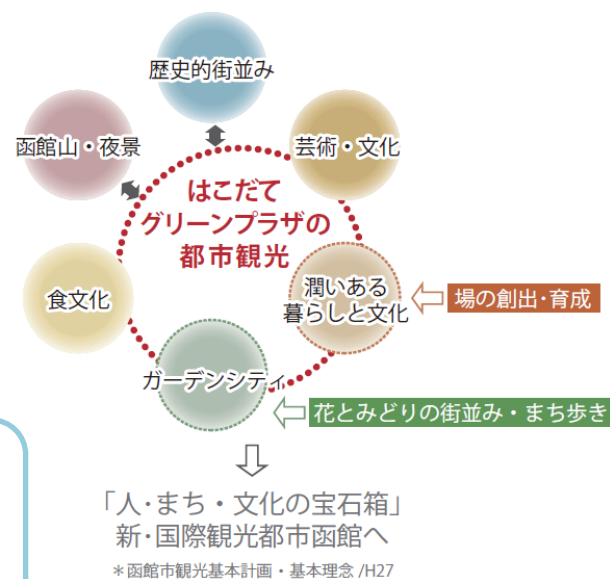 歴史的街並み
函館山・夜景
芸術・文化
はこだて
グリーンプラザの
都市観光
食文化
潤いある
暮らしと文化
場の創出・育成
ガーデンシティ
花とみどりの街並み・まち歩き
「人・まち・文化の宝石箱」
新・国際観光都市函館へ
＊函館市観光基本計画・基本理念 /H27